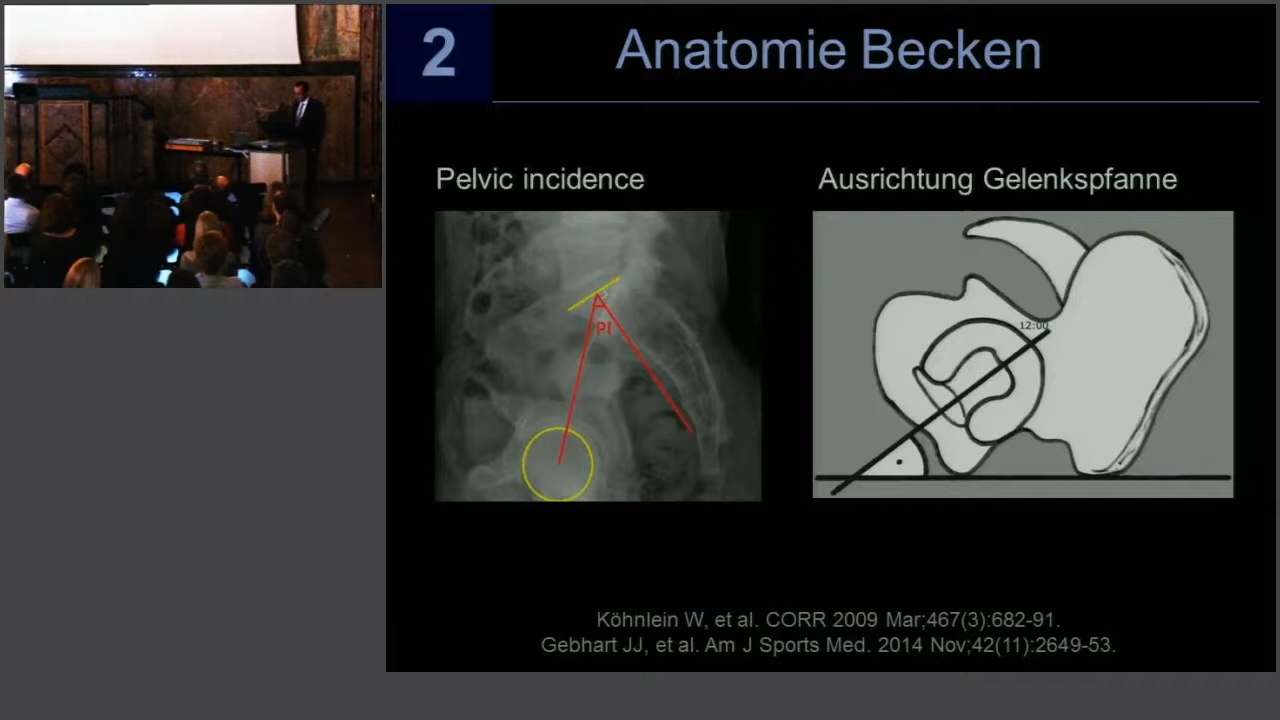 2
Anatomie Becken
Pelvic incidence
Ausrichtung Gelenkspfanne
PI
12:00
Köhnlein W, et al. CORR 2009 Mar;467(3):682-91.
Gebhart JJ, et al. Am J Sports Med. 2014 Nov;42(11):2649-53.